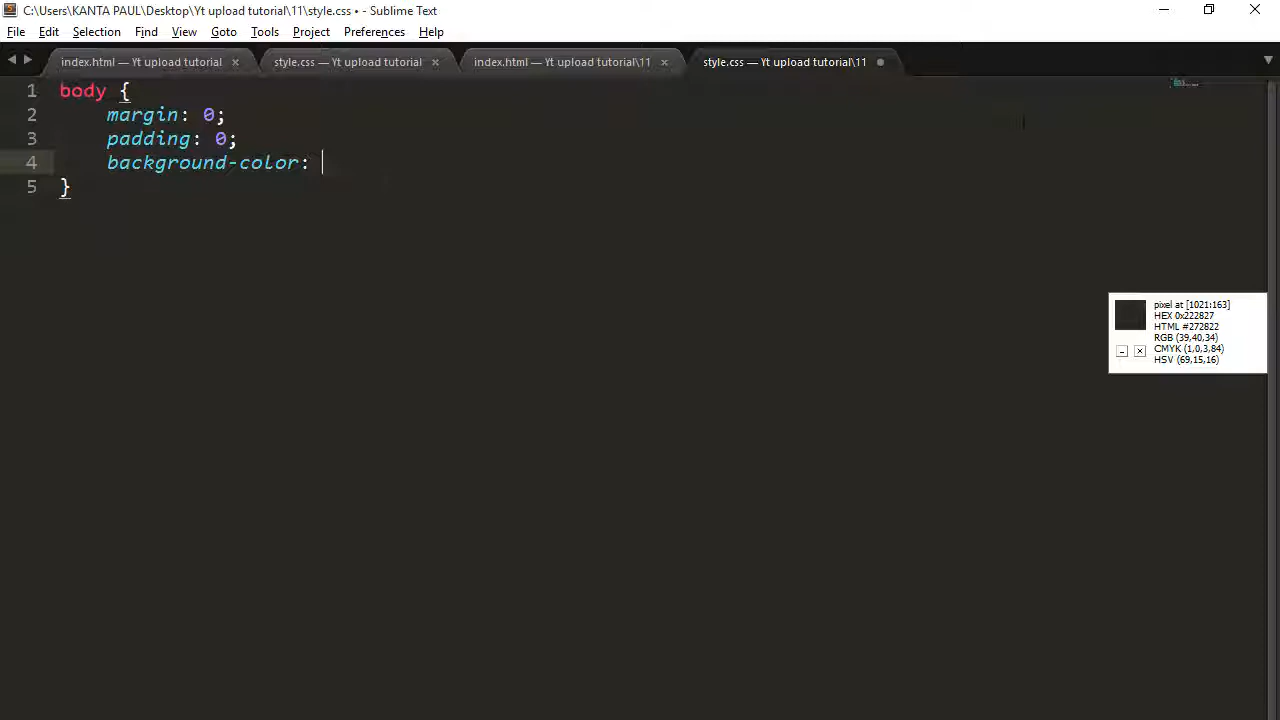 C:\Users\KANTA PAUL\Desktop\Yt upload tutorial\11\style.css • - Sublime Text
File Edit Selection Find View Goto Tools Project Preferences Help
index.html — Yt upload tutorial × style.css — Yt upload tutorial × index.html — Yt upload tutorial\11 × style.css — Yt upload tutorial\11
1 body {
2 margin: 0;
3 padding: 0;
4 background-color:
5 }
pixel at [1021:163]
HEX 0x222827
HTML #272822
RGB (39,40,34)
CMYK (1,0,3,84)
HSV (69,15,16)